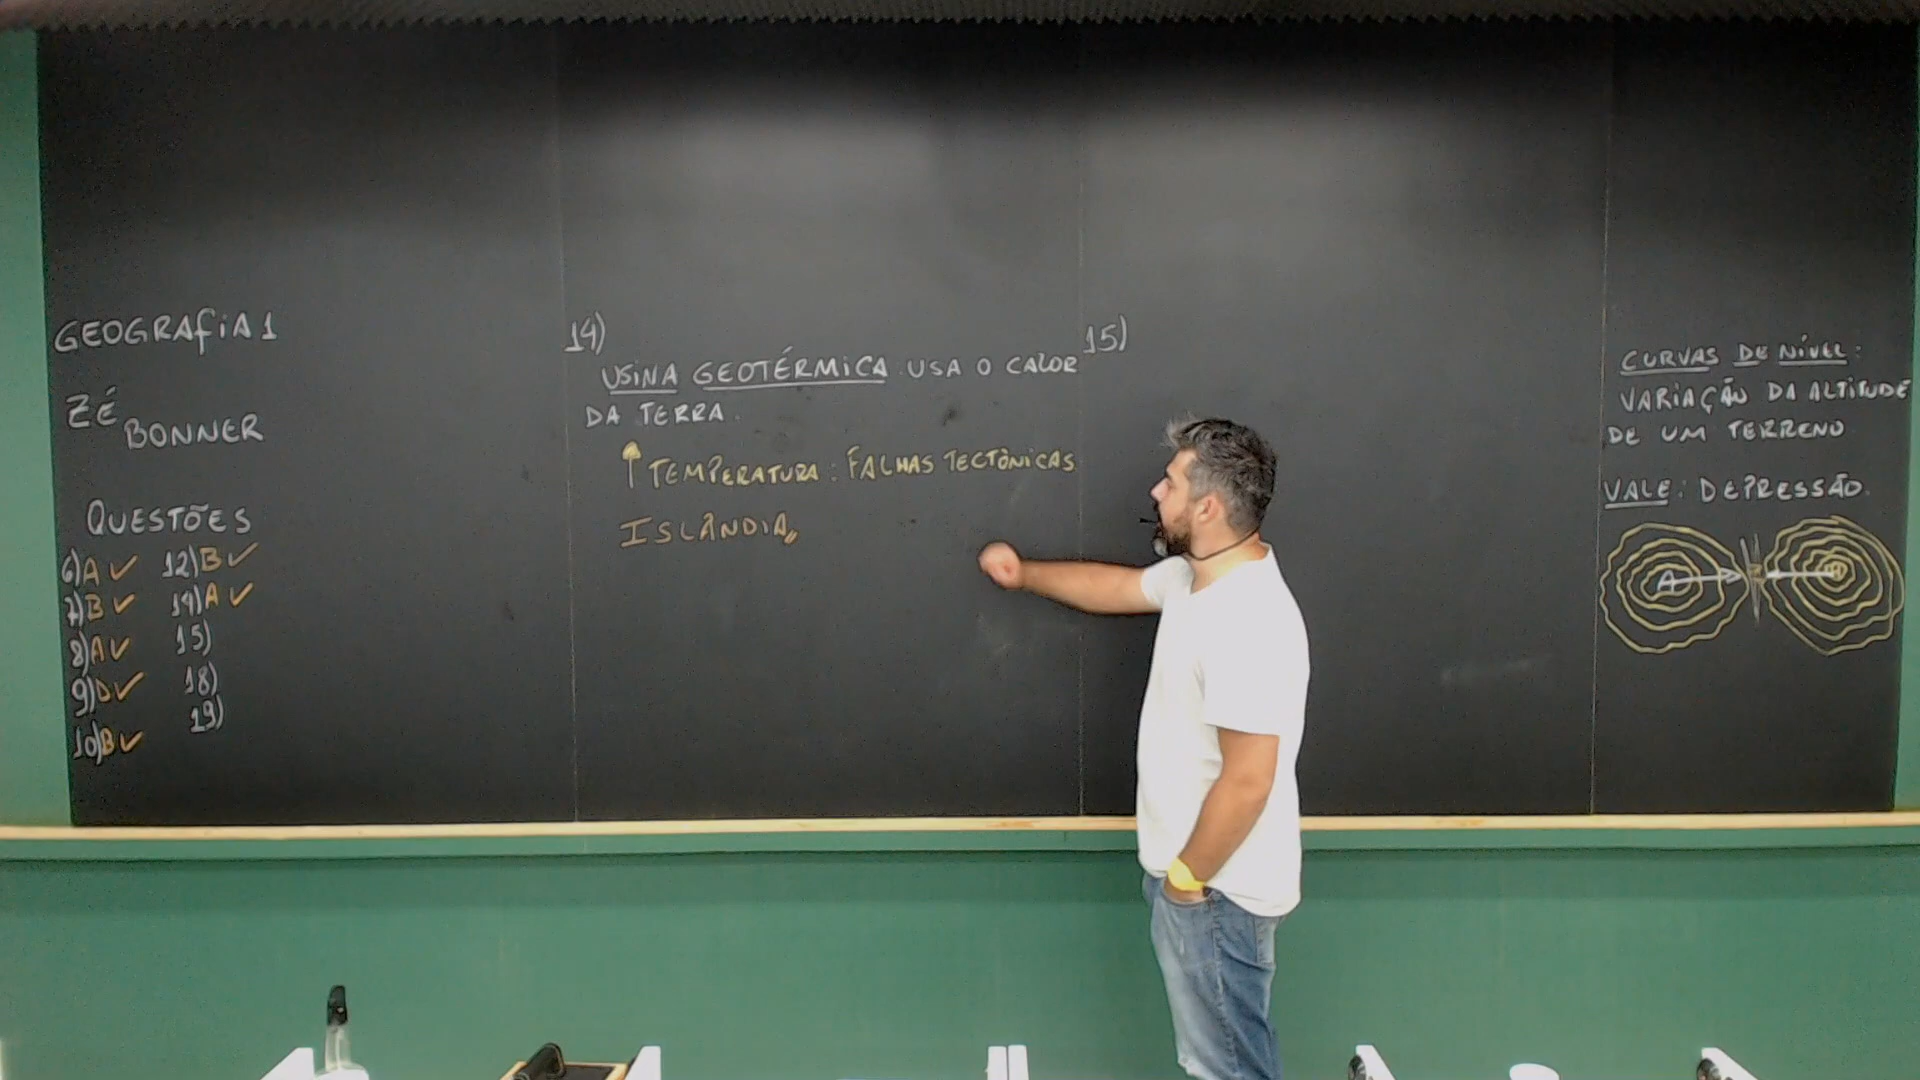 GEOGRAFIA 1
ZÉ
BONNER
QUESTÕES
6) A ✓ 12) B ✓
7) B ✓ 14) A ✓
8) A ✓ 15)
9) D ✓ 18)
10) B ✓ 19)
14)
USINA GEOTÉRMICA USA O CALOR
DA TERRA.
↑ TEMPERATURA: FALHAS TECTÔNICAS
ISLÂNDIA
15)
CURVAS DE NÍVEL:
VARIAÇÃO DA ALTITUDE
DE UM TERRENO
VALE: DEPRESSÃO.
A